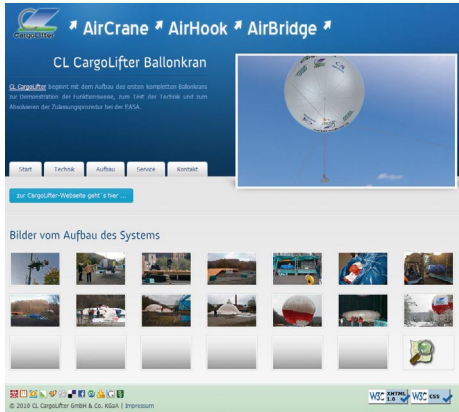 CargoLifter
AirCrane AirHook AirBridge
CL CargoLifter Ballonkran
CL CargoLifter beginnt mit dem Aufbau des ersten kompletten Ballonkrans
zur Demonstration der Funktionsweise, zum Test der Technik und zum
Absolvieren der Zulassungsprozedur bei der EASA.
Start Technik Aufbau Service Kontakt
zur CargoLifter-Webseite geht´s hier ...
Bilder vom Aufbau des Systems
W3C XHTML 1.0
W3C css
© 2010 CL CargoLifter GmbH & Co. KGaA | Impressum